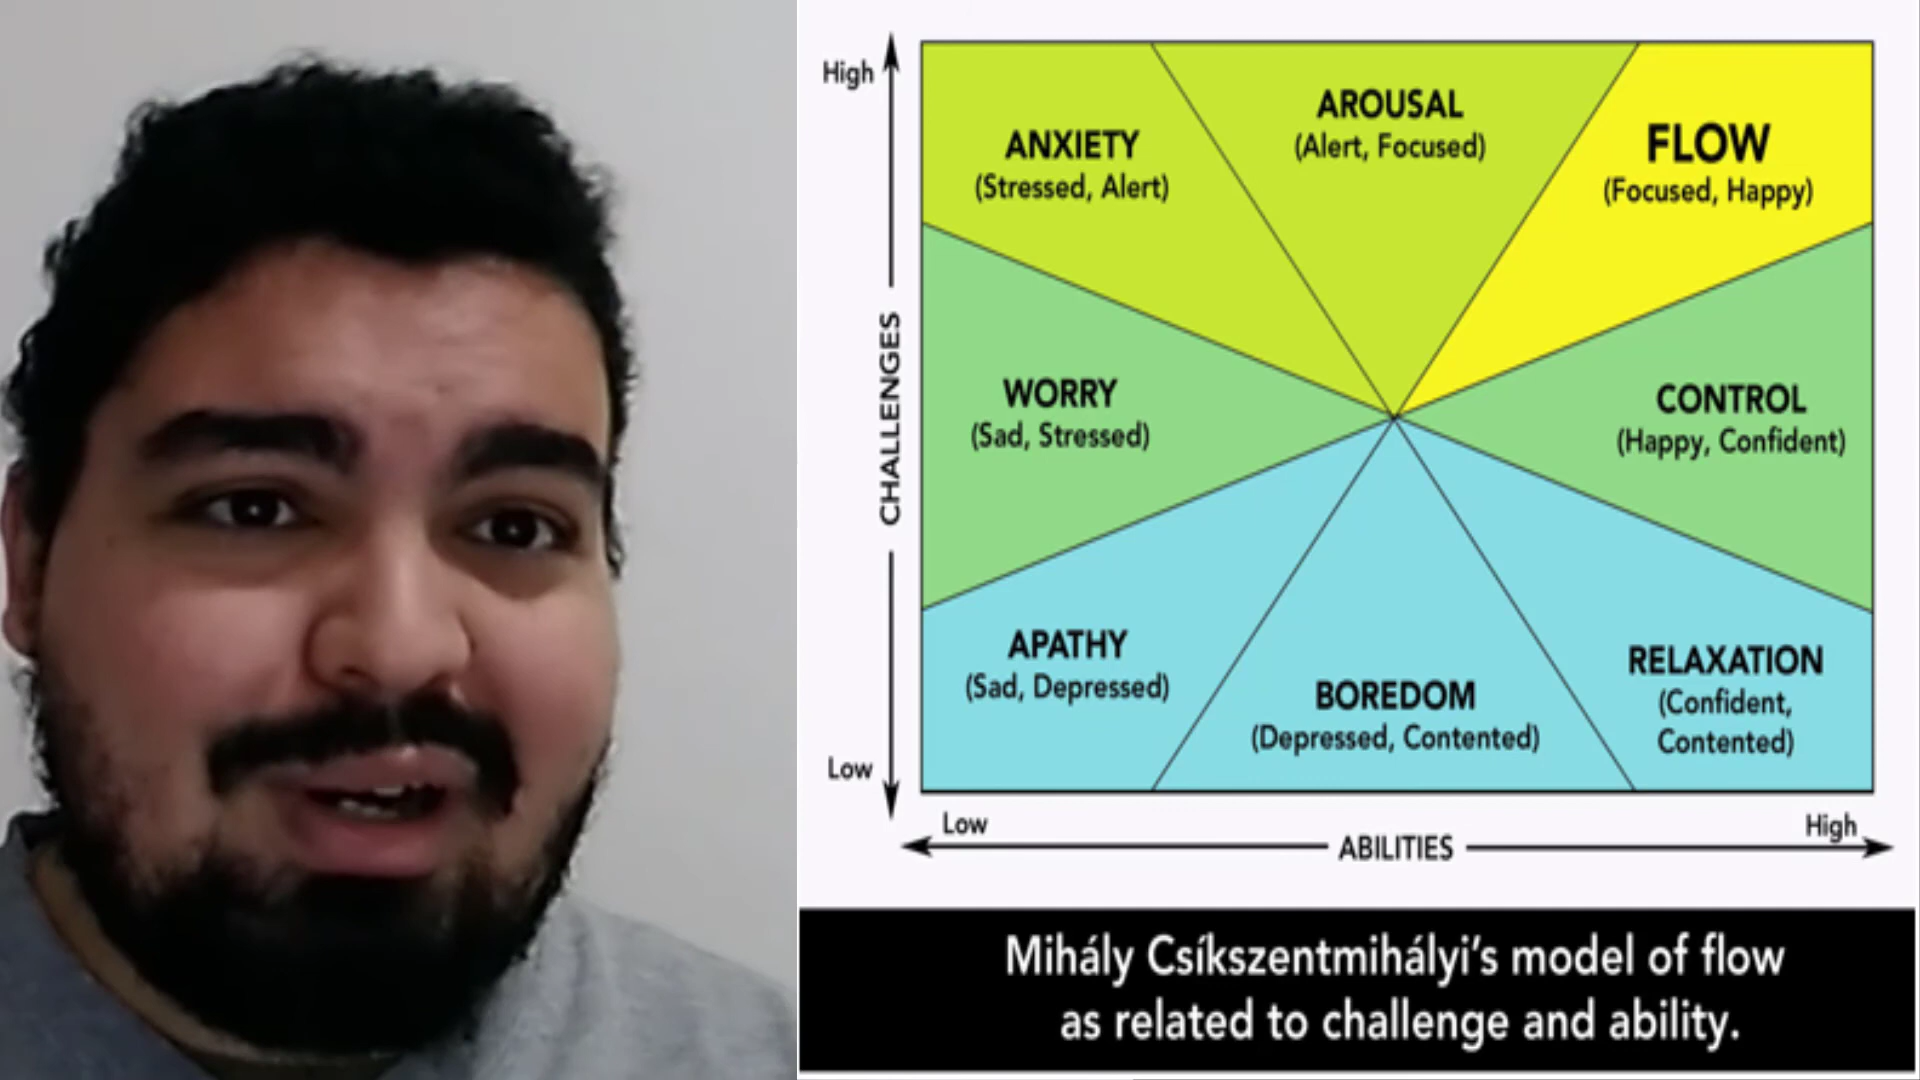 High
ANXIETY
(Stressed, Alert)
AROUSAL
(Alert, Focused)
FLOW
(Focused, Happy)
CHALLENGES
WORRY
(Sad, Stressed)
CONTROL
(Happy, Confident)
APATHY
(Sad, Depressed)
BOREDOM
(Depressed, Contented)
RELAXATION
(Confident,
Contented)
Low
Low
ABILITIES
High
Mihály Csíkszentmihályi's model of flow
as related to challenge and ability.